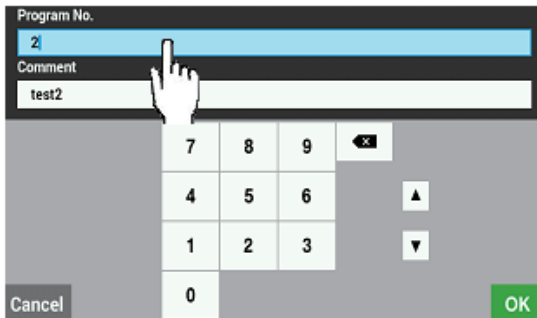 Program No.
2
Comment
test2
7 8 9
4 5 6 ▲
1 2 3 ▼
0
Cancel OK